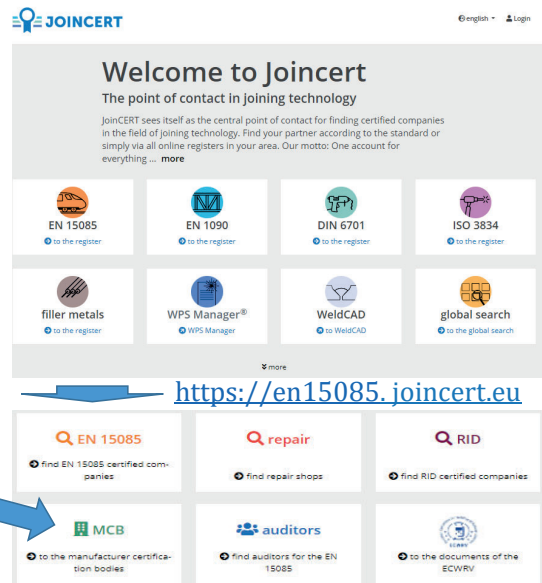 JOINCERT
english
Login
Welcome to Joincert
The point of contact in joining technology
JoinCERT sees itself as the central point of contact for finding certified companies
in the field of joining technology. Find your partner according to the standard or
simply via all online registers in your area. Our motto: One account for
everything ... more
EN 15085
to the register
EN 1090
to the register
DIN 6701
to the register
ISO 3834
to the register
filler metals
to the register
WPS Manager®
WPS Manager
WeldCAD
to WeldCAD
global search
to the global search
more
https://en15085.joincert.eu
EN 15085
find EN 15085 certified com-
panies
repair
find repair shops
RID
find RID certified companies
MCB
to the manufacturer certifica-
tion bodies
auditors
find auditors for the EN
15085
ECWRV
to the documents of the
ECWRV